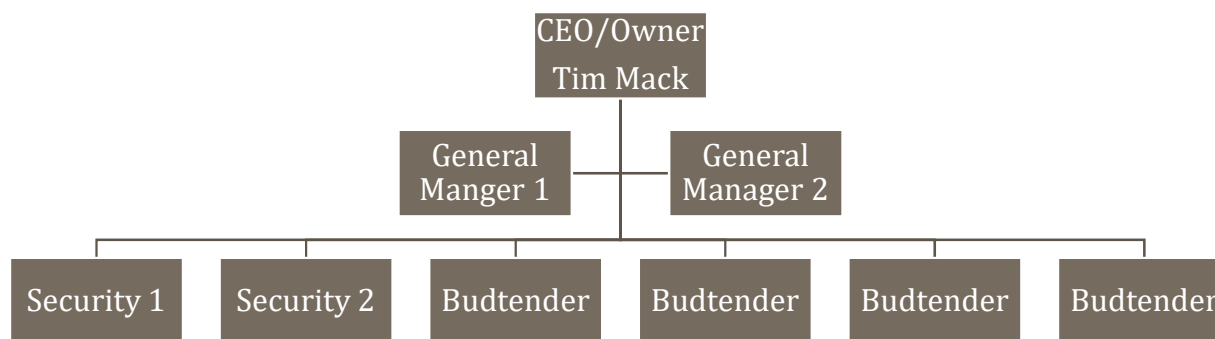 CEO/Owner
Tim Mack
General
Manger 1
General
Manager 2
Security 1
Security 2
Budtender
Budtender
Budtender
Budtender